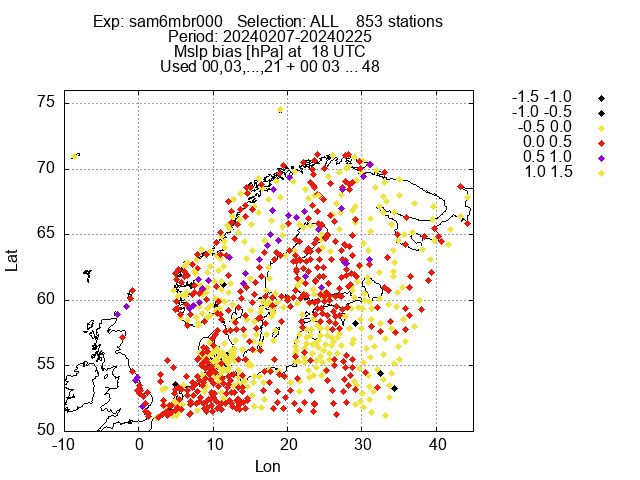 Exp: sam6mbr000 Selection: ALL 853 stations
Period: 20240207-20240225
Mslp bias [hPa] at 18 UTC
Used 00,03,...,21 + 00 03 ... 48
-1.5 -1.0
-1.0 -0.5
-0.5 0.0
0.0 0.5
0.5 1.0
1.0 1.5
75
70
65
60
55
50
Lat
-10 0 10 20 30 40
Lon